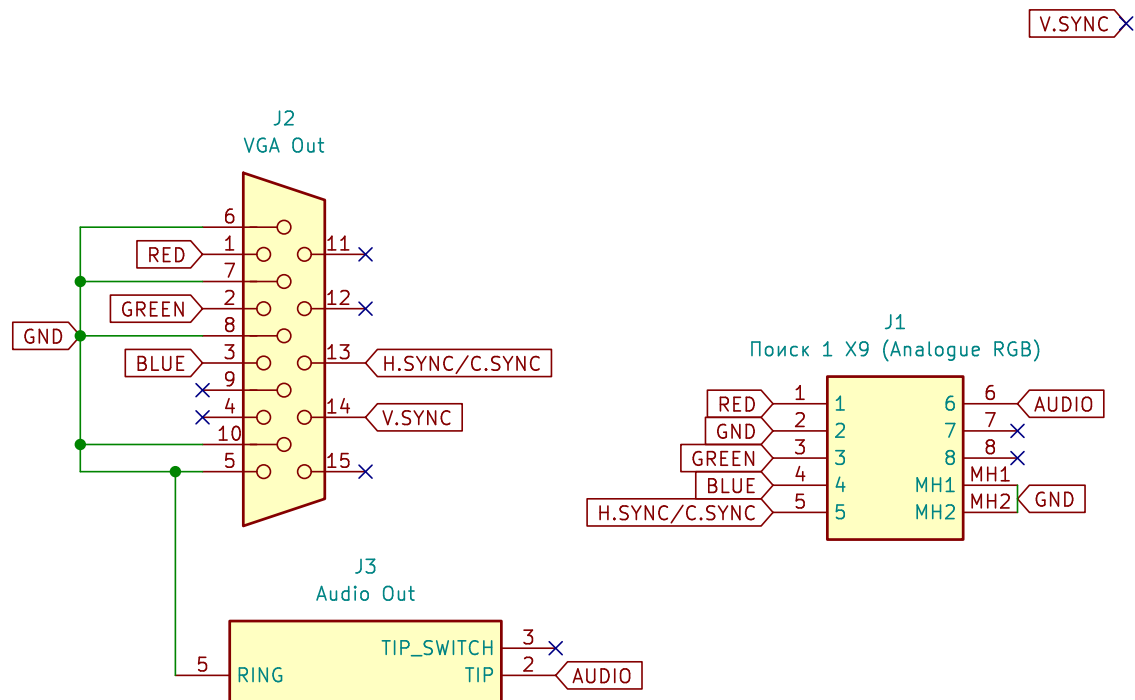 V.SYNC
J2
VGA Out
6
RED 1 11
7
GREEN 2 12
GND 8
BLUE 3 13 H.SYNC/C.SYNC
9
4 14 V.SYNC
10
5 15
J1
Поиск 1 X9 (Analogue RGB)
RED 1 1 6 6 AUDIO
GND 2 2 7 7
GREEN 3 3 8 8
BLUE 4 4 MH1 MH1
H.SYNC/C.SYNC 5 5 MH2 MH2 GND
J3
Audio Out
TIP_SWITCH 3
5 RING TIP 2 AUDIO